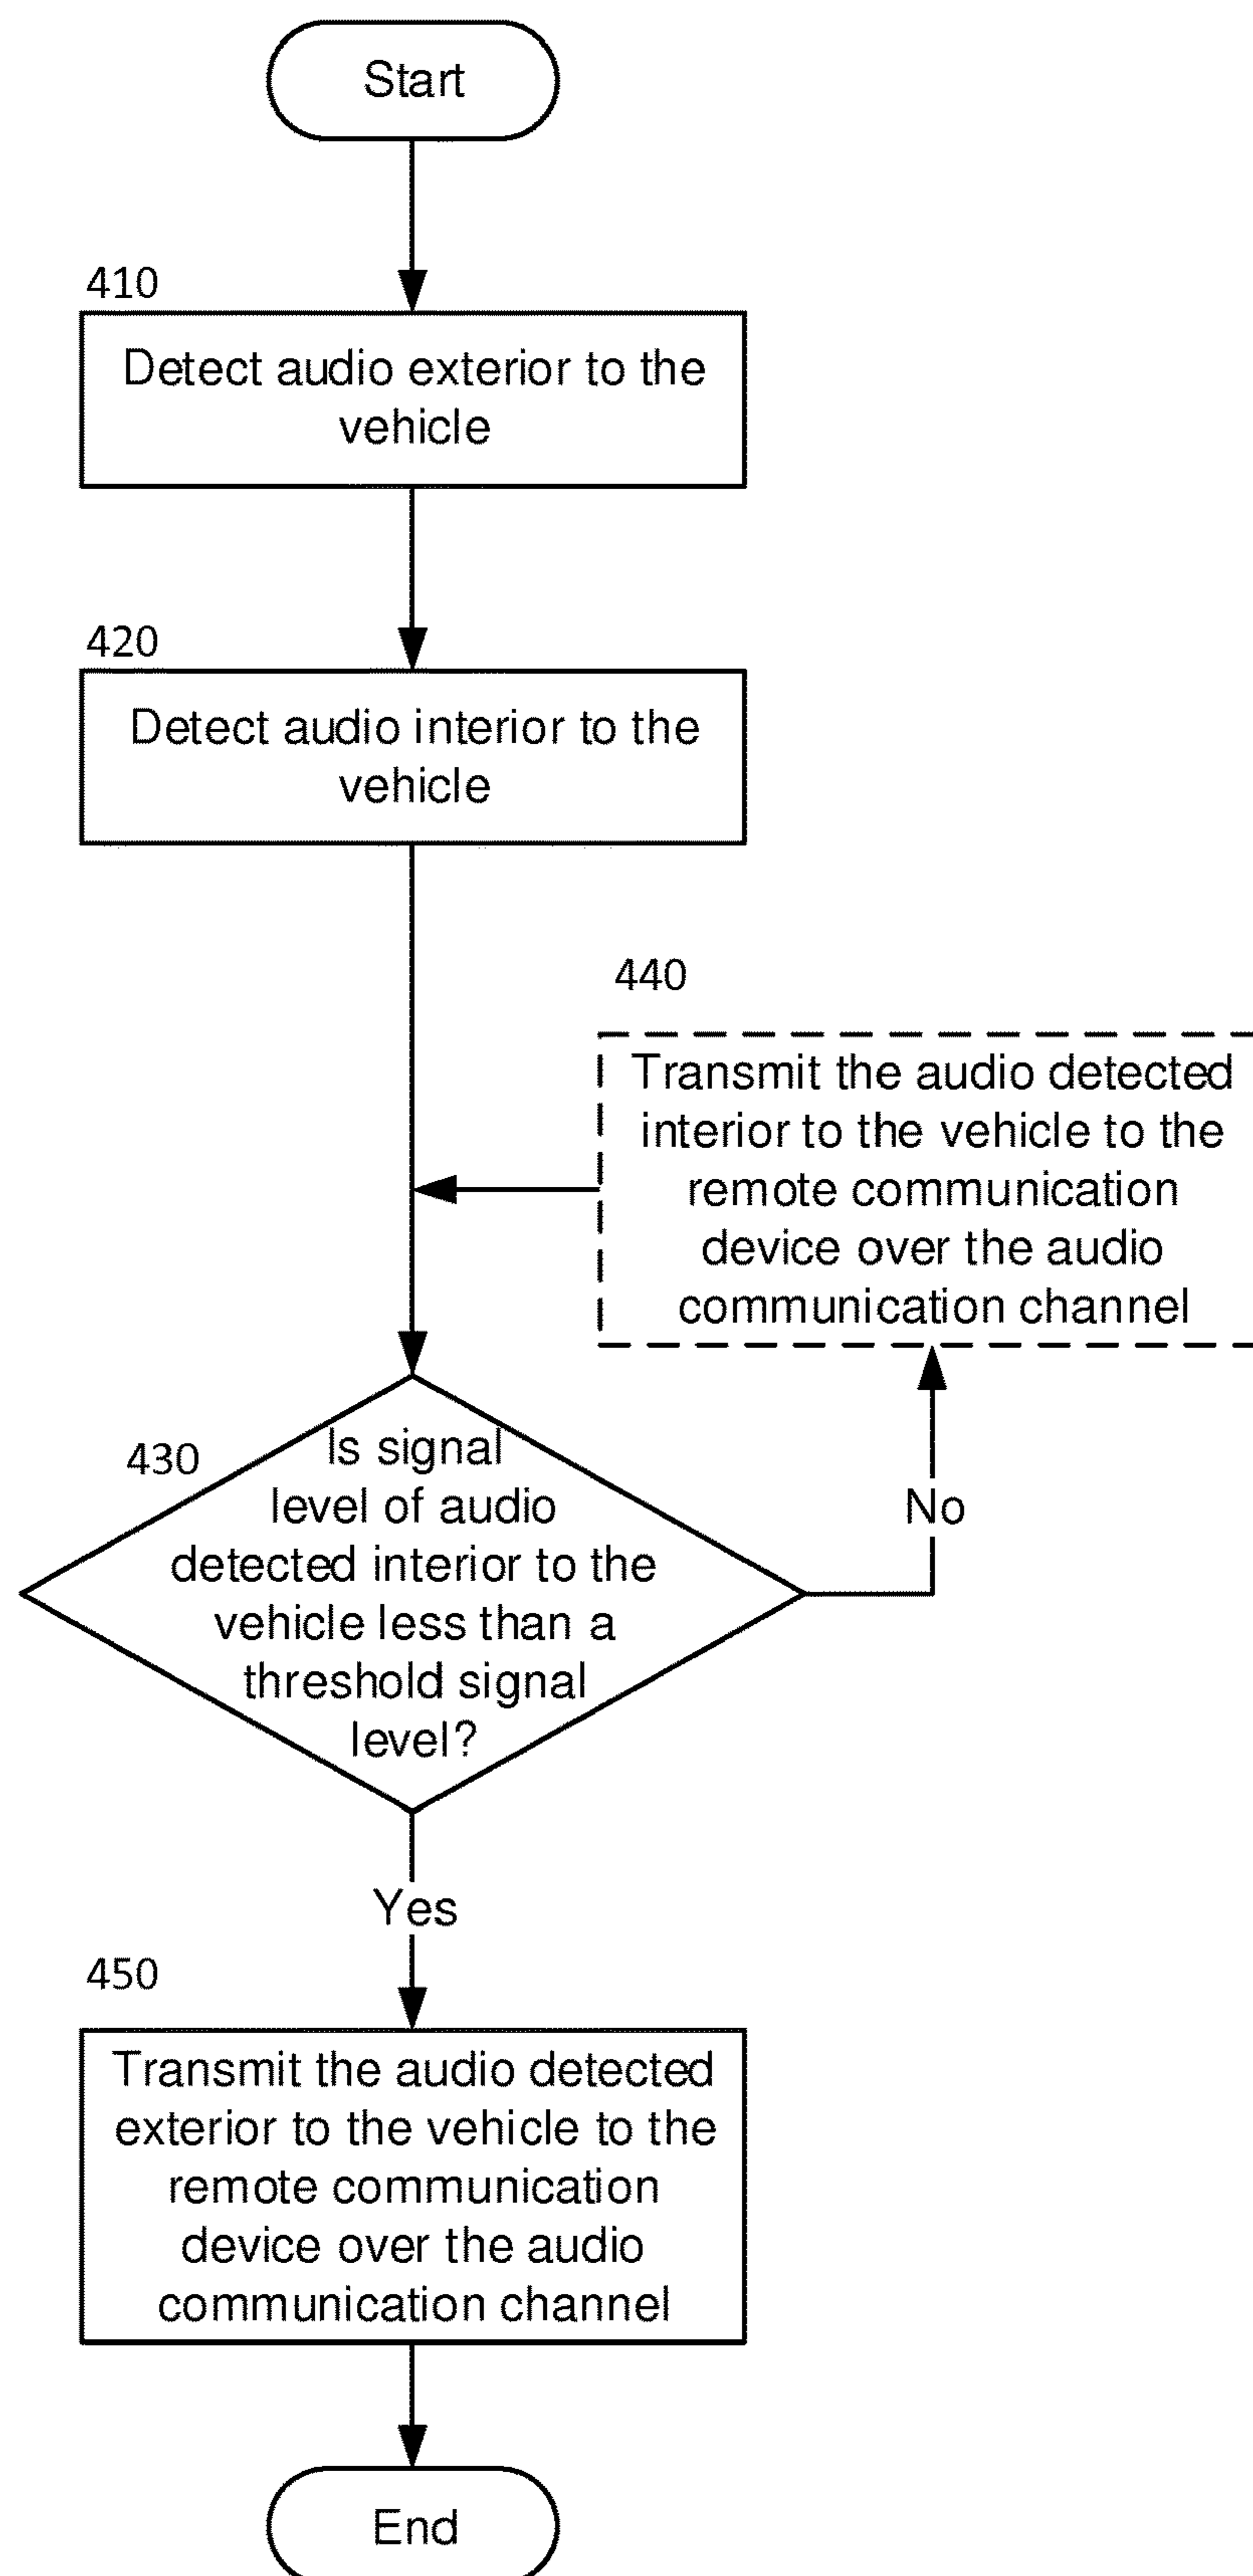 Start
410
Detect audio exterior to the
vehicle
420
Detect audio interior to the
vehicle
440
Transmit the audio detected
interior to the vehicle to the
remote communication
device over the audio
communication channel
430
Is signal
level of audio
detected interior to the
vehicle less than a
threshold signal
level?
No
Yes
450
Transmit the audio detected
exterior to the vehicle to the
remote communication
device over the audio
communication channel
End